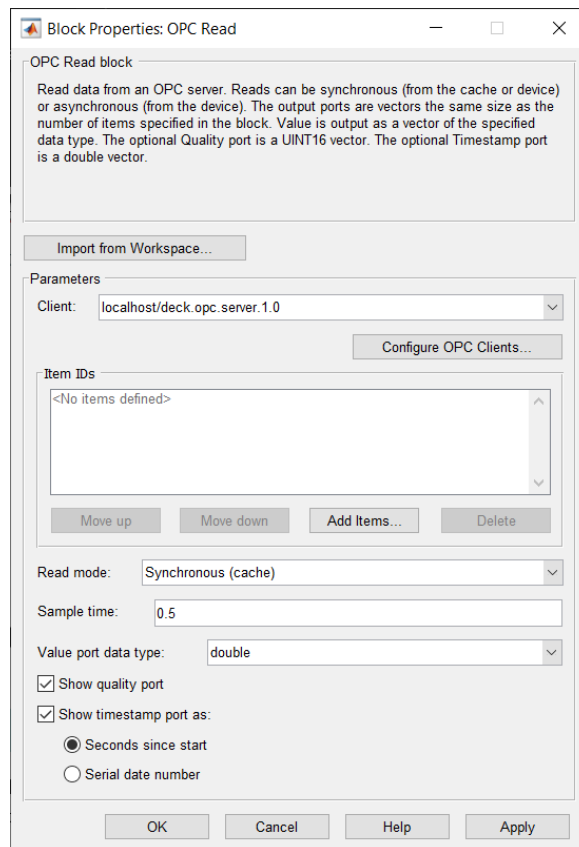 Block Properties: OPC Read
OPC Read block
Read data from an OPC server. Reads can be synchronous (from the cache or device)
or asynchronous (from the device). The output ports are vectors the same size as the
number of items specified in the block. Value is output as a vector of the specified
data type. The optional Quality port is a UINT16 vector. The optional Timestamp port
is a double vector.
Import from Workspace...
Parameters
Client: localhost/deck.opc.server.1.0
Configure OPC Clients...
Item IDs
<No items defined>
Move up Move down Add Items... Delete
Read mode: Synchronous (cache)
Sample time: 0.5
Value port data type: double
Show quality port
Show timestamp port as:
Seconds since start
Serial date number
OK Cancel Help Apply